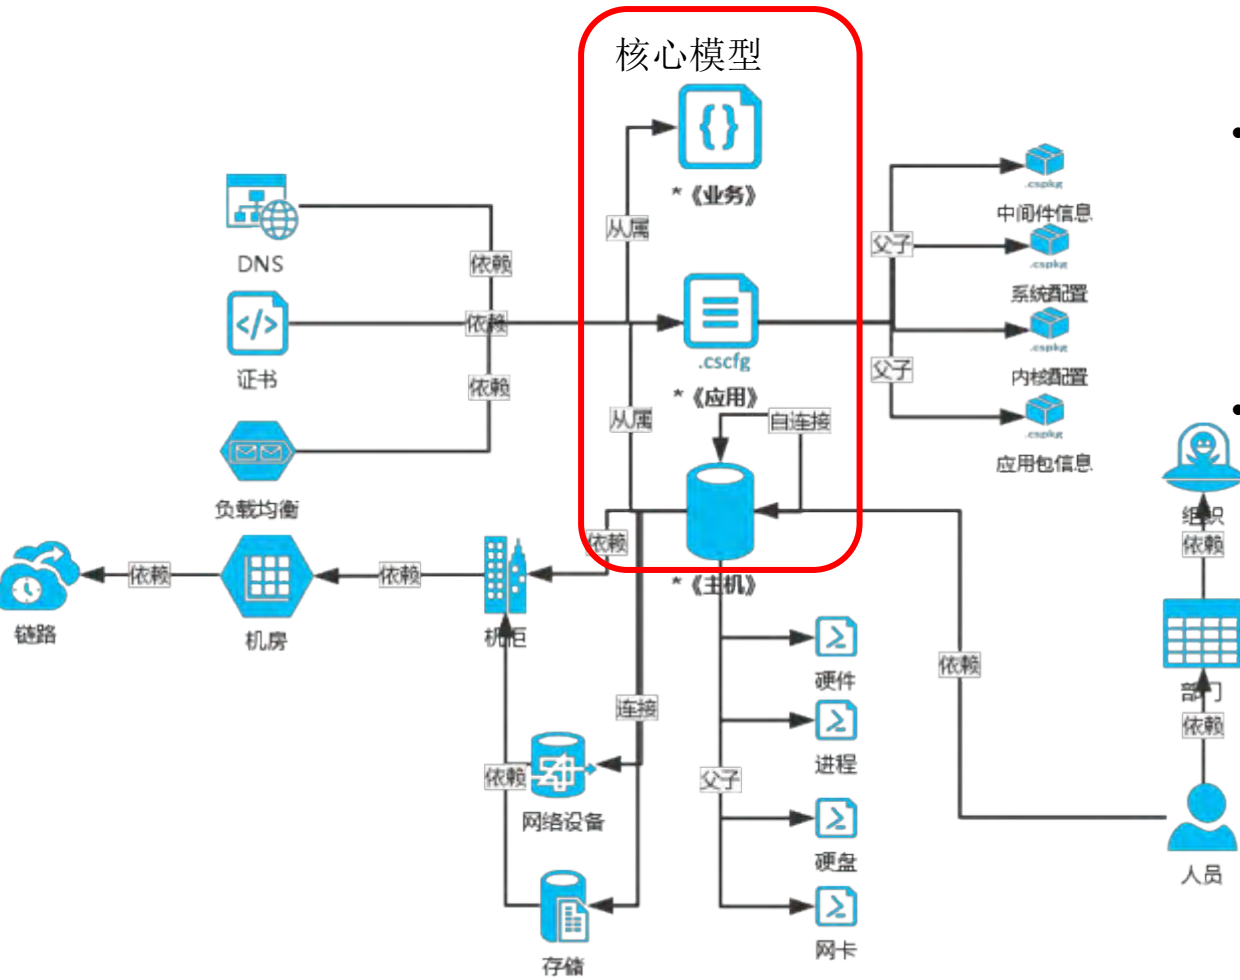 核心模型
*《业务》
从属
DNS
依赖
证书
依赖
依赖
负载均衡
.cscfg
*《应用》
从属
自连接
父子
父子
.cspkg
中间件信息
.cspkg
系统配置
.cspkg
内核配置
.cspkg
应用包信息
组织
依赖
部门
依赖
人员
依赖
*《主机》
依赖
链路
依赖
机房
依赖
机柜
连接
依赖
网络设备
存储
父子
硬件
进程
硬盘
网卡